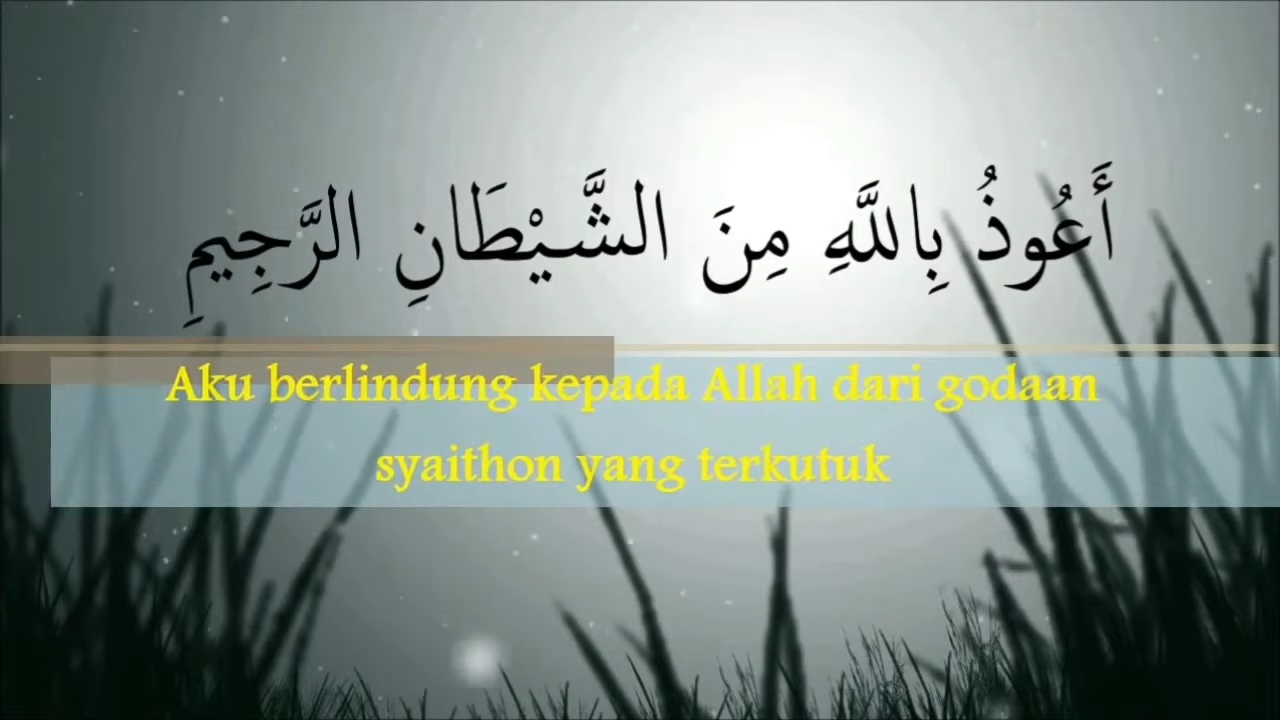 أَعُوذُ بِاللَّهِ مِنَ الشَّيْطَانِ الرَّجِيمِ
Aku berlindung kepada Allah dari godaan
syaithon yang terkutuk